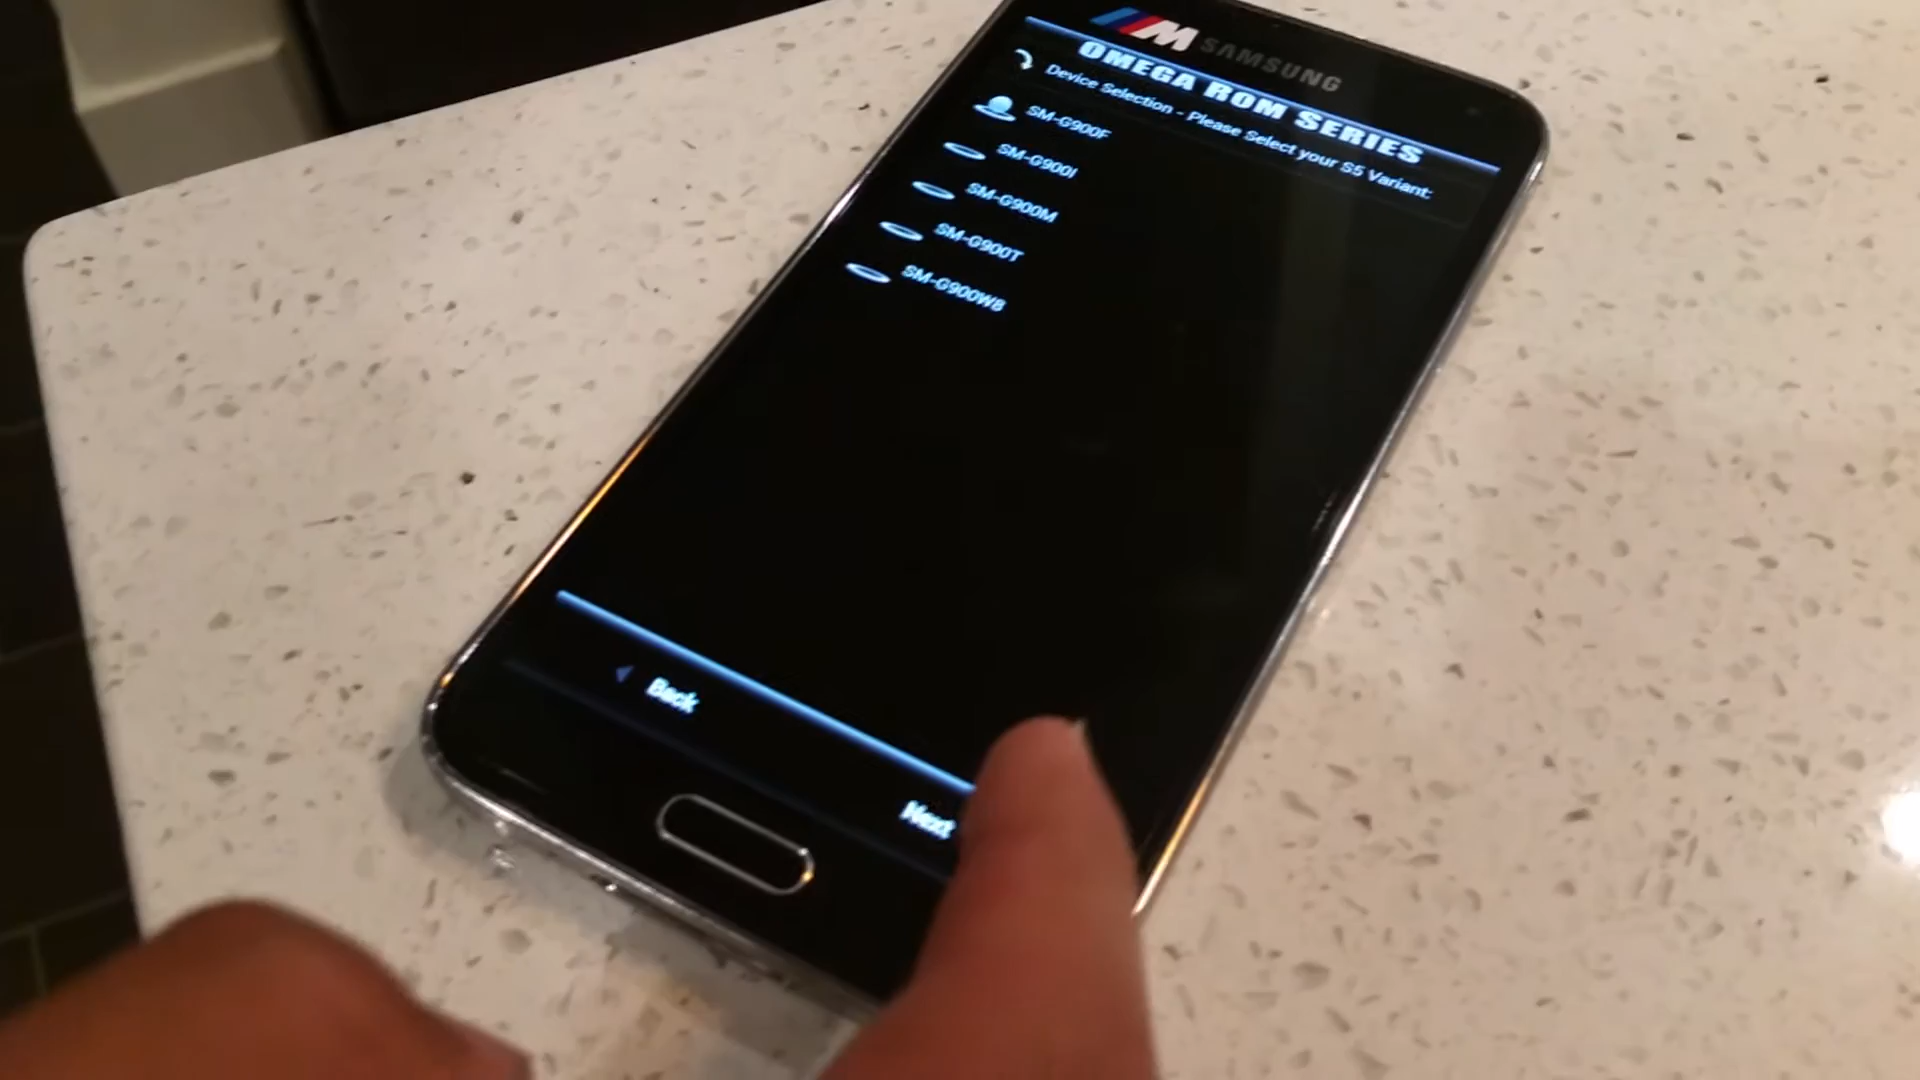 M SAMSUNG
OMEGA ROM SERIES
Device Selection - Please Select your S5 Variant:
SM-G900F
SM-G900I
SM-G900M
SM-G900T
SM-G900W8
Back
Next